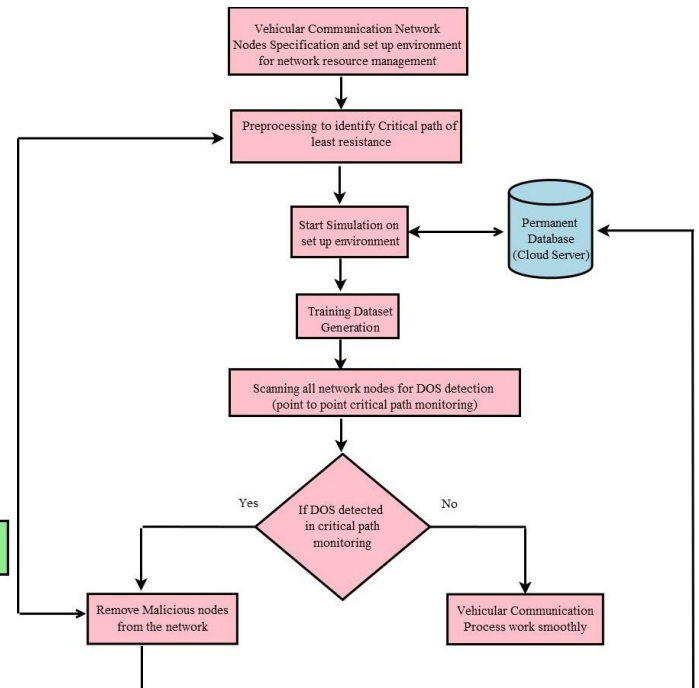 Vehicular Communication Network
Nodes Specification and set up environment
for network resource management
Preprocessing to identify Critical path of
least resistance
Start Simulation on
set up environment
Permanent
Database
(Cloud Server)
Training Dataset
Generation
Scanning all network nodes for DOS detection
(point to point critical path monitoring)
Yes
If DOS detected
in critical path
monitoring
No
Remove Malicious nodes
from the network
Vehicular Communication
Process work smoothly